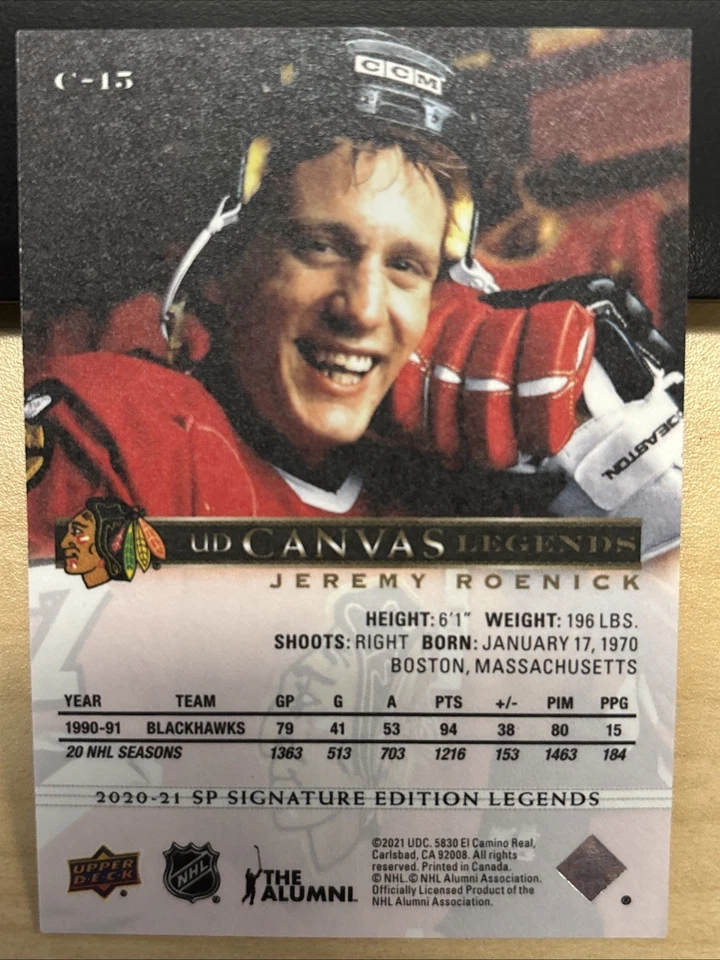 C-15
CCM
EASTON
UD CANVAS LEGENDS
JEREMY ROENICK
HEIGHT: 6'1" WEIGHT: 196 LBS.
SHOOTS: RIGHT BORN: JANUARY 17, 1970
BOSTON, MASSACHUSETTS
YEAR TEAM GP G A PTS +/- PIM PPG
1990-91 BLACKHAWKS 79 41 53 94 38 80 15
20 NHL SEASONS 1363 513 703 1216 153 1463 184
2020-21 SP SIGNATURE EDITION LEGENDS
UPPER
D·E·C·K
®
NHL
®
THE
ALUMNI
©2021 UDC. 5830 El Camino Real,
Carlsbad, CA 92008. All rights
reserved. Printed in Canada.
© NHL. © NHL Alumni Association.
Officially Licensed Product of the
NHL Alumni Association.
®